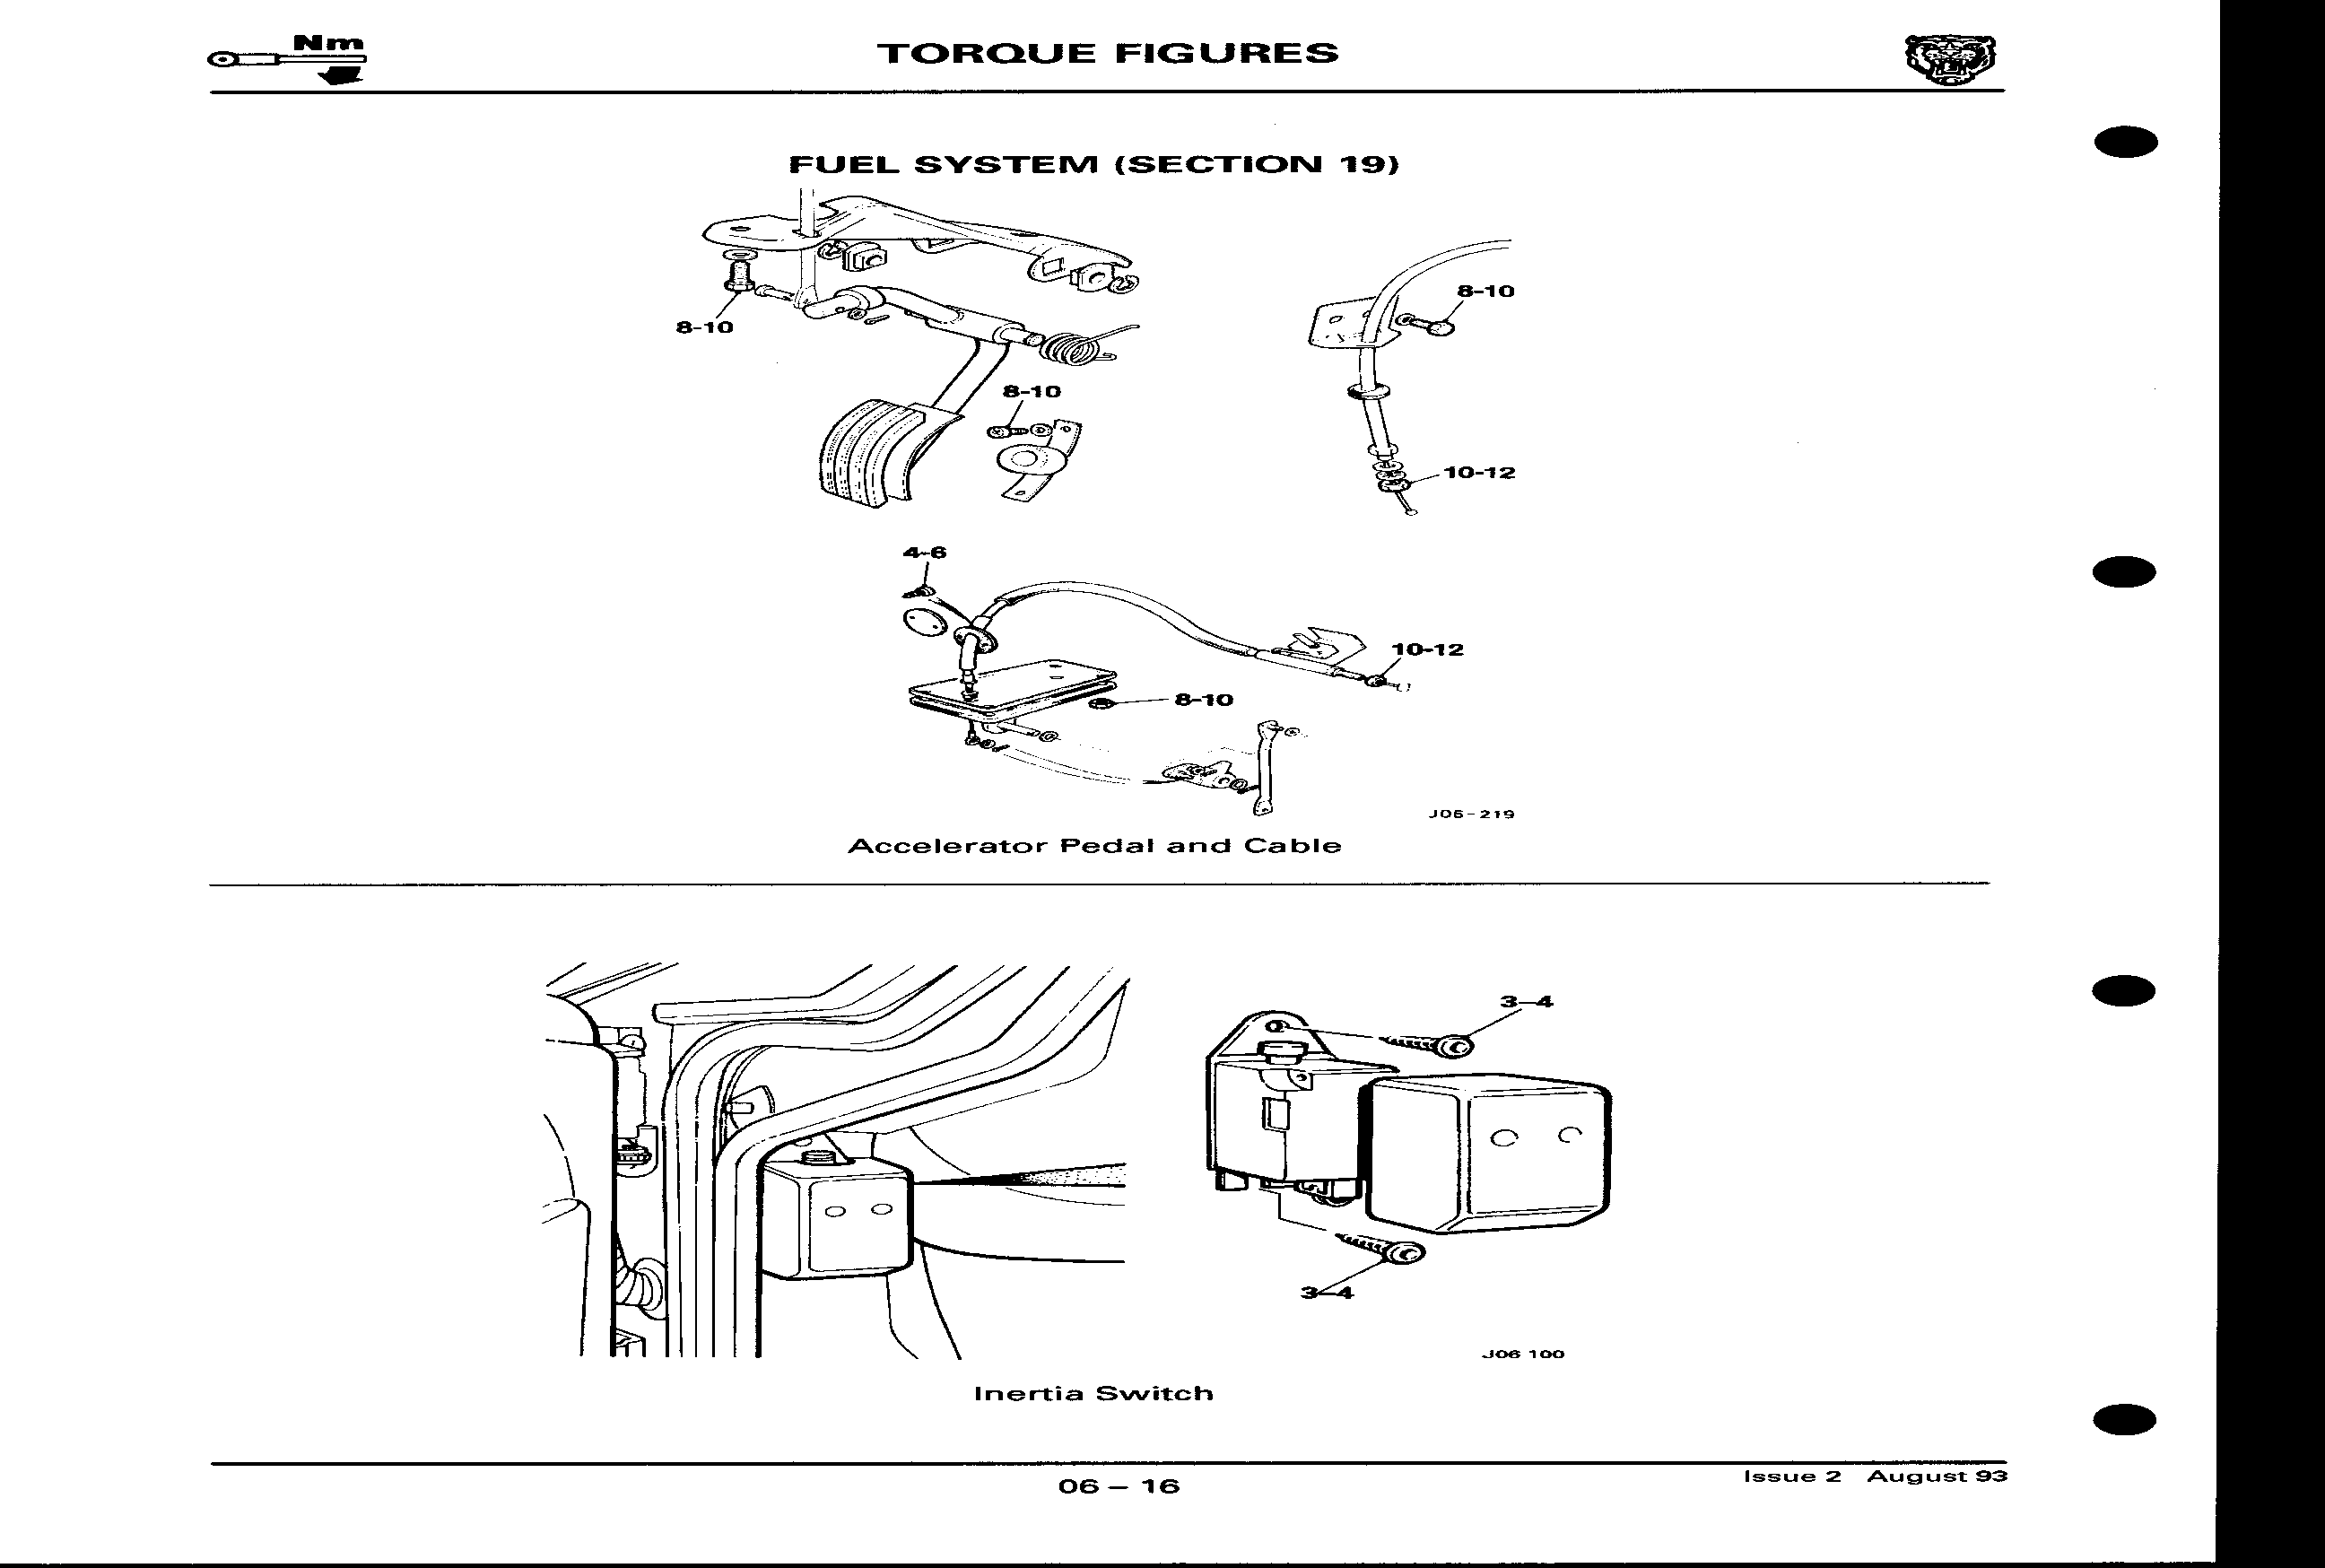 Nm
TORQUE FIGURES
FUEL SYSTEM (SECTION 19)
8-10
8-10
8-10
10-12
4-6
10-12
8-10
J06-219
Accelerator Pedal and Cable
3-4
3-4
J06 100
Inertia Switch
06 – 16
Issue 2 August 93